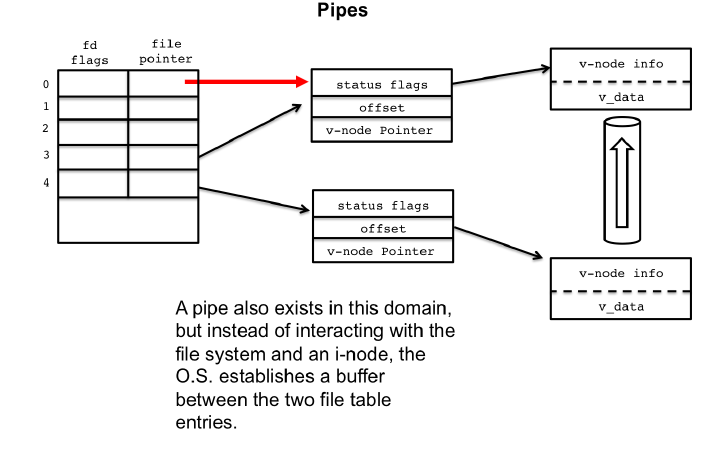 Pipes
fd file
flags pointer
0
1
2
3
4
status flags
offset
v-node Pointer
v-node info
v_data
status flags
offset
v-node Pointer
v-node info
v_data
A pipe also exists in this domain,
but instead of interacting with the
file system and an i-node, the
O.S. establishes a buffer
between the two file table
entries.